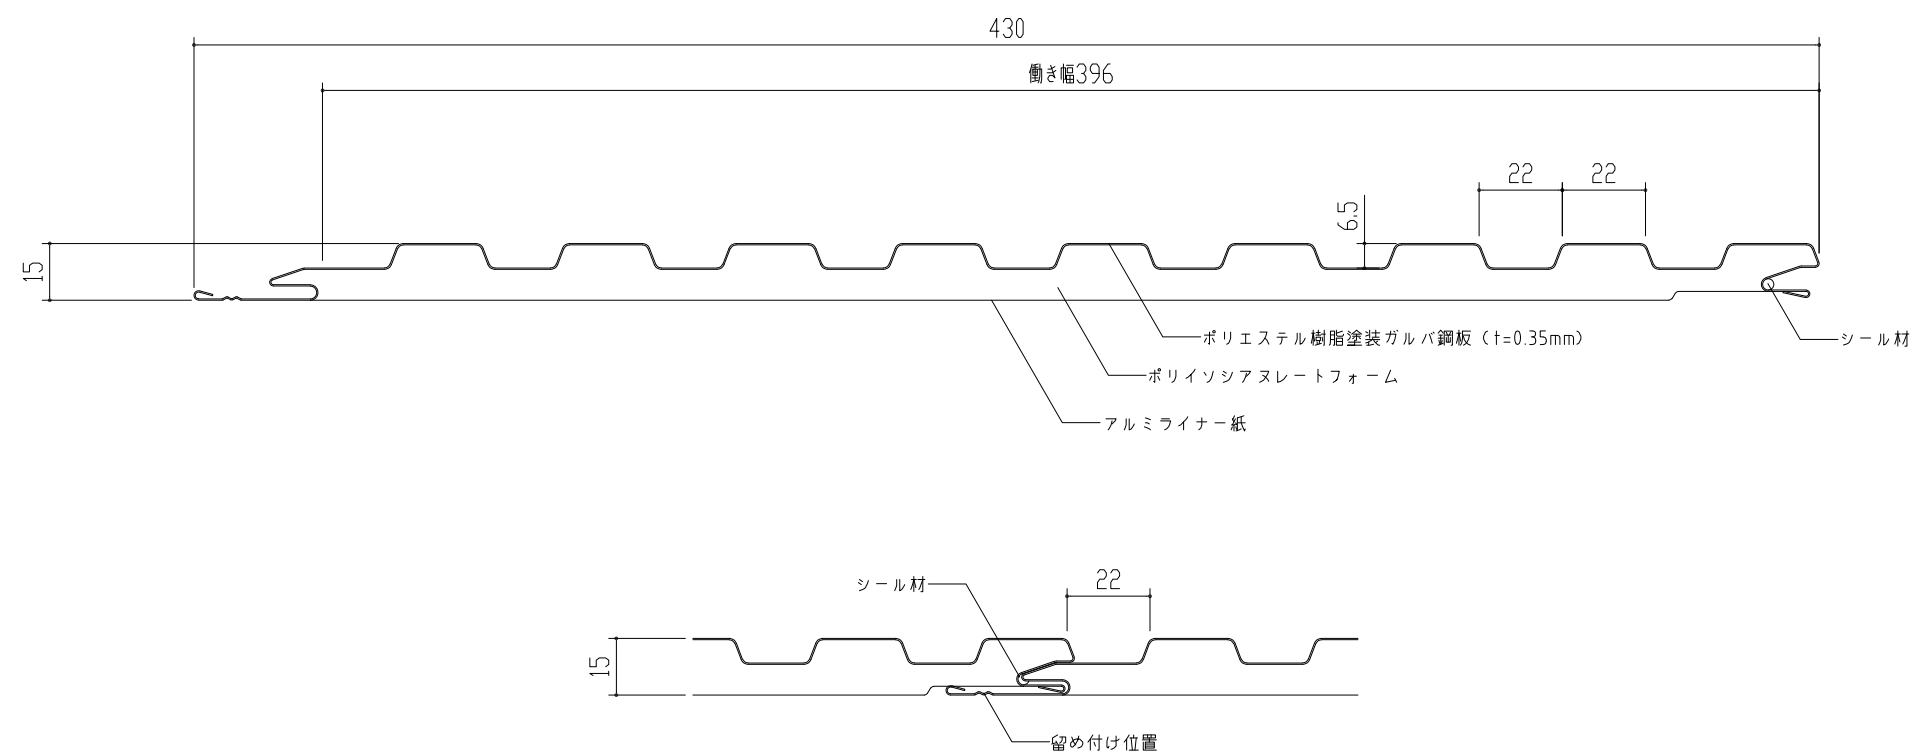 430
働き幅396
22
22
6.5
15
ポリエステル樹脂塗装ガルバ鋼板（t=0.35mm）
シール材
ポリイソシアヌレートフォーム
アルミライナー紙
シール材
22
15
留め付け位置